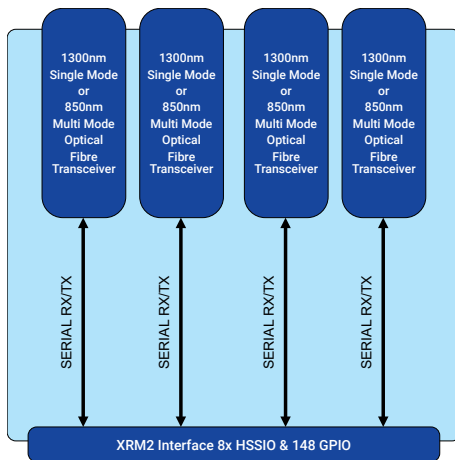 1300nm
Single Mode
or
850nm
Multi Mode
Optical
Fibre
Transceiver
1300nm
Single Mode
or
850nm
Multi Mode
Optical
Fibre
Transceiver
1300nm
Single Mode
or
850nm
Multi Mode
Optical
Fibre
Transceiver
1300nm
Single Mode
or
850nm
Multi Mode
Optical
Fibre
Transceiver
SERIAL RX/TX
SERIAL RX/TX
SERIAL RX/TX
SERIAL RX/TX
XRM2 Interface 8x HSSIO & 148 GPIO